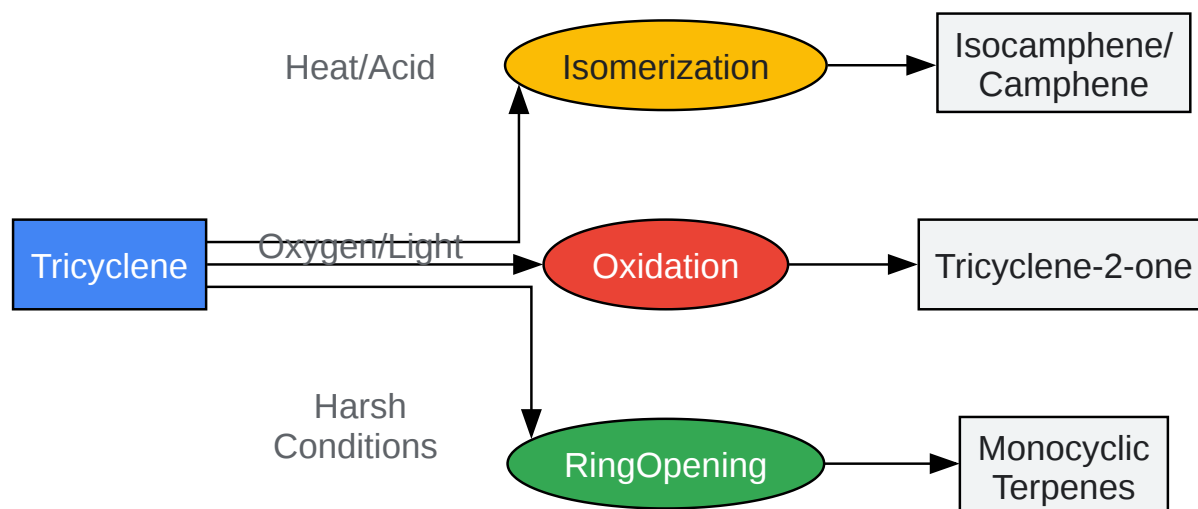 Heat/Acid
Isomerization
Isocamphene/
Camphene
Tricyclene
Oxygen/Light
Oxidation
Tricyclene-2-one
Harsh
Conditions
RingOpening
Monocyclic
Terpenes